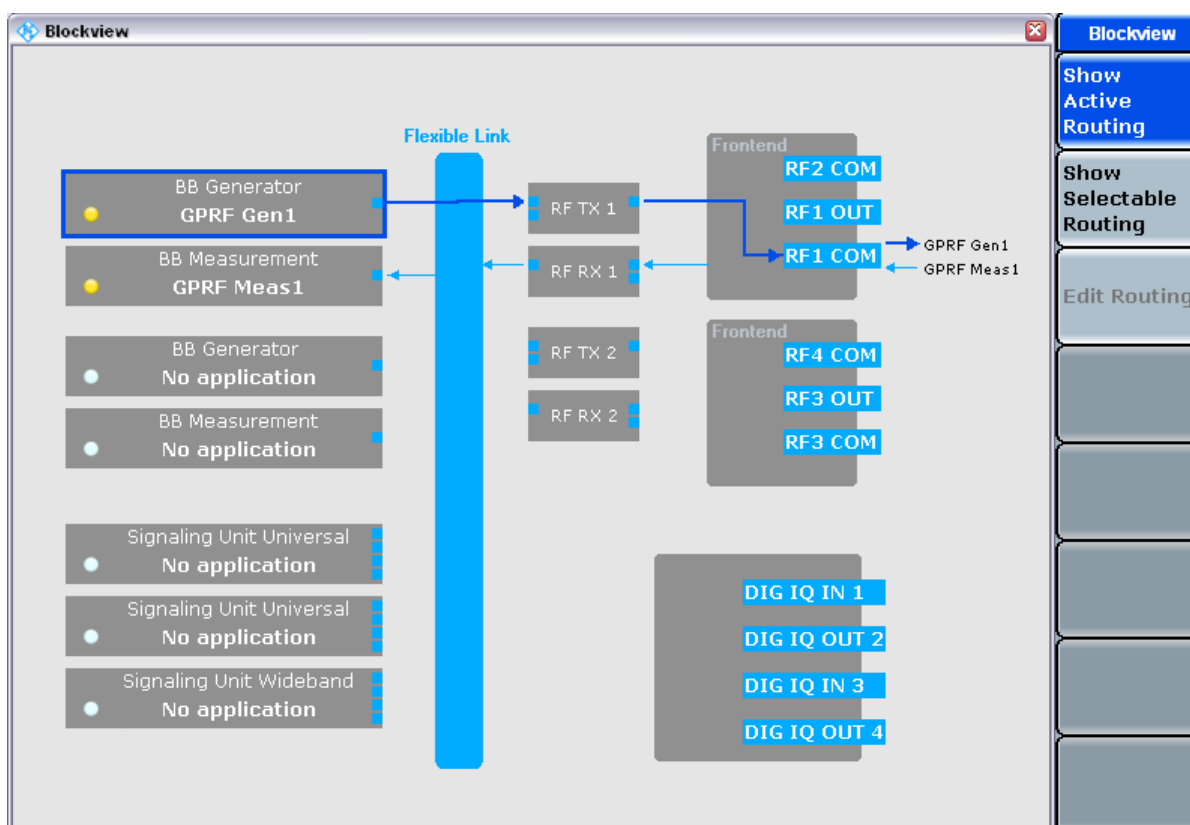 Blockview
Blockview
Show
Active
Routing
Show
Selectable
Routing
Edit Routing
Flexible Link
BB Generator
GPRF Gen1
BB Measurement
GPRF Meas1
BB Generator
No application
BB Measurement
No application
Signaling Unit Universal
No application
Signaling Unit Universal
No application
Signaling Unit Wideband
No application
RF TX 1
RF RX 1
RF TX 2
RF RX 2
Frontend
RF2 COM
RF1 OUT
RF1 COM
GPRF Gen1
GPRF Meas1
Frontend
RF4 COM
RF3 OUT
RF3 COM
DIG IQ IN 1
DIG IQ OUT 2
DIG IQ IN 3
DIG IQ OUT 4